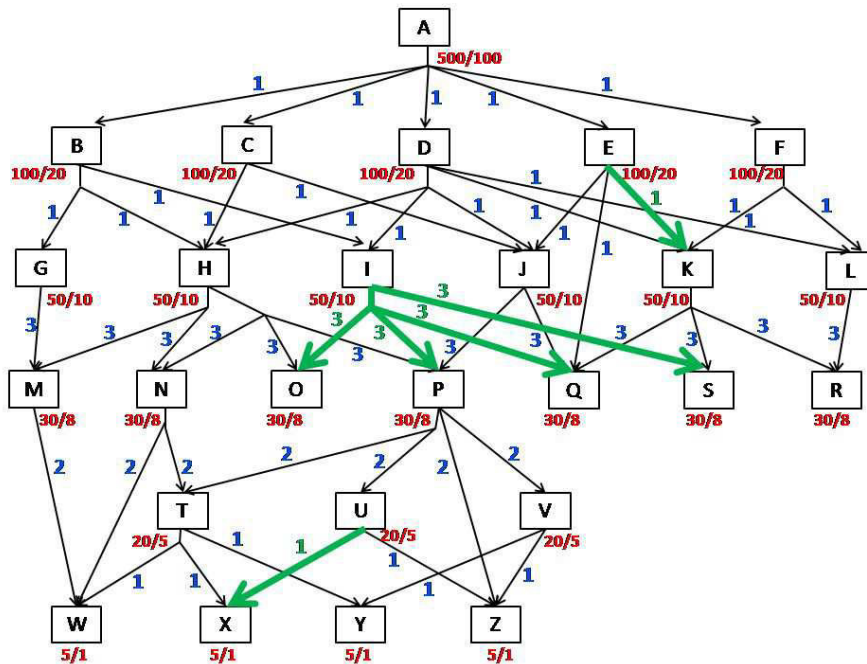 A
500/100
1 1 1 1 1
B C D E F
100/20 100/20 100/20 100/20 100/20
1 1
1 1 1 1 1 1 1 1 1 1 1 1
1
G H I J K L
50/10 50/10 50/10 50/10 50/10 50/10
3 3 3
3 3 3 3 3 3 3 3 3 3 3 3
M N O P Q S R
30/8 30/8 30/8 30/8 30/8 30/8 30/8
2 2 2 2 2 2 2
T U V
20/5 20/5 20/5
1 1 1 1
1 1 1
W X Y Z
5/1 5/1 5/1 5/1